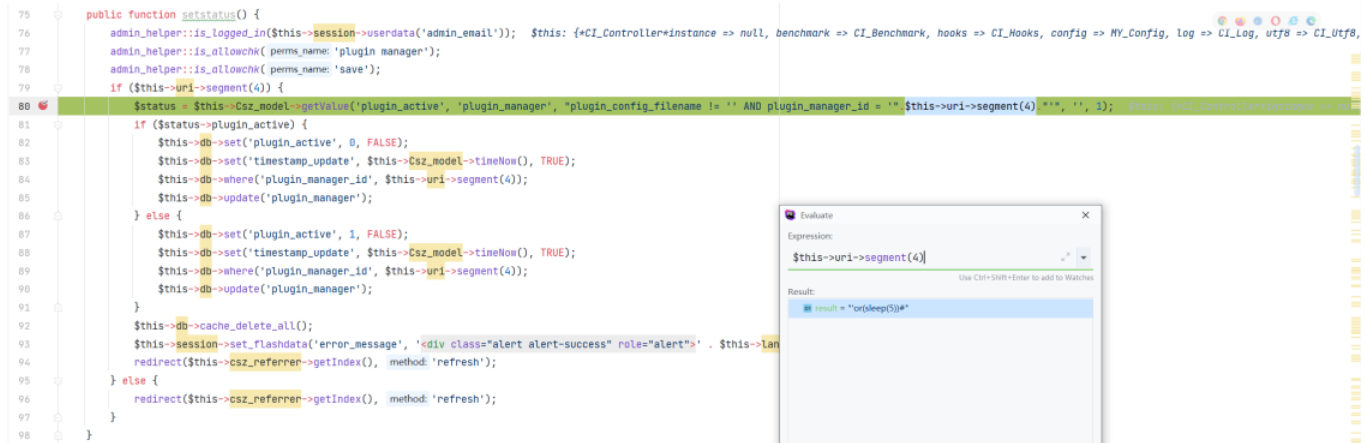 75 public function setstatus() {
76 admin_helper::is_logged_in($this->session->userdata('admin_email')); $this: {*CI_Controller*instance => null, benchmark => CI_Benchmark, hooks => CI_Hooks, config => MY_Config, log => CI_Log, utf8 => CI_Utf8,
77 admin_helper::is_allowchk( perms_name: 'plugin manager');
78 admin_helper::is_allowchk( perms_name: 'save');
79 if ($this->uri->segment(4)) {
80 $status = $this->Csz_model->getValue('plugin_active', 'plugin_manager', "plugin_config_filename != '' AND plugin_manager_id = '".$this->uri->segment(4)."'", '', 1);
81 if ($status->plugin_active) {
82 $this->db->set('plugin_active', 0, FALSE);
83 $this->db->set('timestamp_update', $this->Csz_model->timeNow(), TRUE);
84 $this->db->where('plugin_manager_id', $this->uri->segment(4));
85 $this->db->update('plugin_manager');
86 } else {
87 $this->db->set('plugin_active', 1, FALSE);
88 $this->db->set('timestamp_update', $this->Csz_model->timeNow(), TRUE);
89 $this->db->where('plugin_manager_id', $this->uri->segment(4));
90 $this->db->update('plugin_manager');
91 }
92 $this->db->cache_delete_all();
93 $this->session->set_flashdata('error_message', '<div class="alert alert-success" role="alert">' . $this->lan
94 redirect($this->csz_referrer->getIndex(), method: 'refresh');
95 } else {
96 redirect($this->csz_referrer->getIndex(), method: 'refresh');
97 }
98 }
Evaluate
Expression:
$this->uri->segment(4)
Use Ctrl+Shift+Enter to add to Watches
Result:
result = "'or(sleep(5))#"